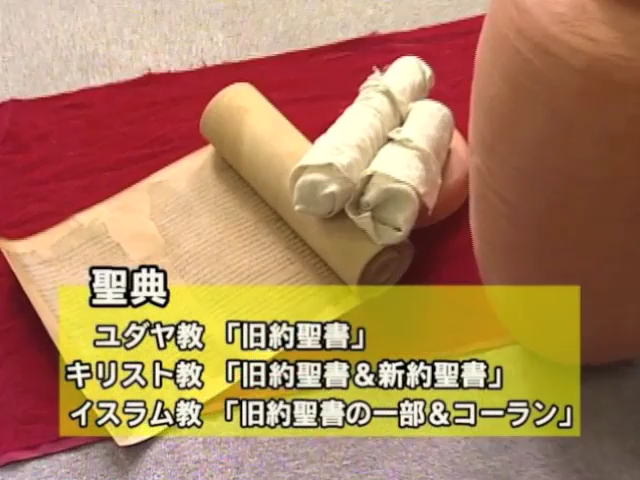 聖典
ユダヤ教「旧約聖書」
キリスト教「旧約聖書&新約聖書」
イスラム教「旧約聖書の一部&コーラン」